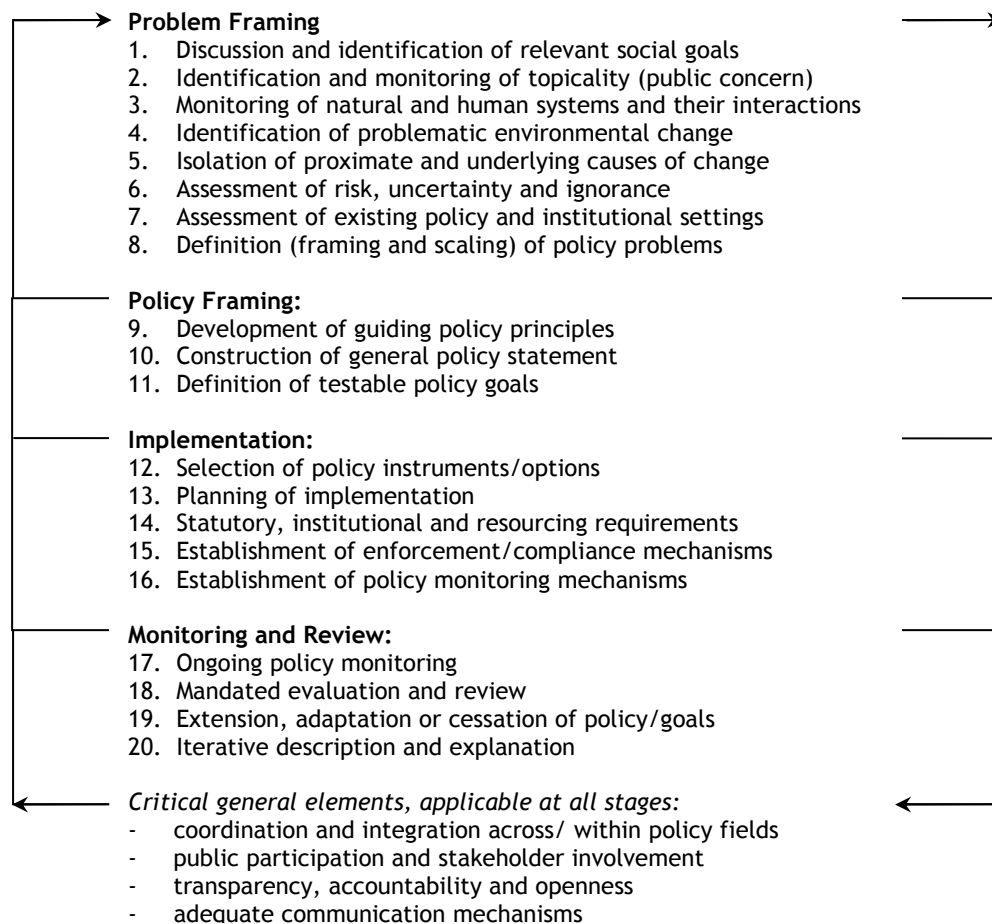 Problem Framing
1. Discussion and identification of relevant social goals
2. Identification and monitoring of topicality (public concern)
3. Monitoring of natural and human systems and their interactions
4. Identification of problematic environmental change
5. Isolation of proximate and underlying causes of change
6. Assessment of risk, uncertainty and ignorance
7. Assessment of existing policy and institutional settings
8. Definition (framing and scaling) of policy problems
Policy Framing:
9. Development of guiding policy principles
10. Construction of general policy statement
11. Definition of testable policy goals
Implementation:
12. Selection of policy instruments/options
13. Planning of implementation
14. Statutory, institutional and resourcing requirements
15. Establishment of enforcement/compliance mechanisms
16. Establishment of policy monitoring mechanisms
Monitoring and Review:
17. Ongoing policy monitoring
18. Mandated evaluation and review
19. Extension, adaptation or cessation of policy/goals
20. Iterative description and explanation
Critical general elements, applicable at all stages:
- coordination and integration across/ within policy fields
- public participation and stakeholder involvement
- transparency, accountability and openness
- adequate communication mechanisms